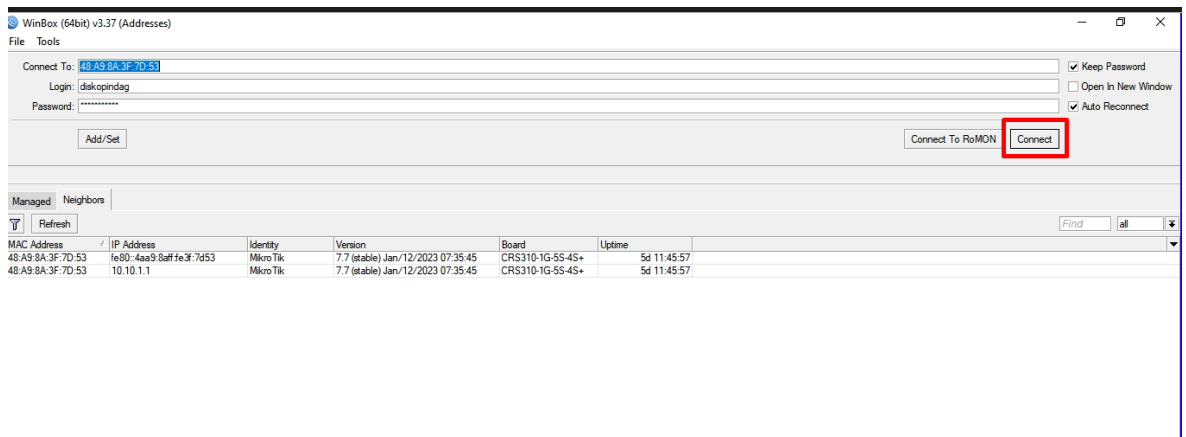 WinBox (64bit) v3.37 (Addresses)
File Tools
Connect To: 48:A9:8A:3F:7D:53
Keep Password
Login: diskopindag
Open In New Window
Password: ***********
Auto Reconnect
Add/Set
Connect To RoMON
Connect
Managed Neighbors
Refresh
Find all
MAC Address / IP Address Identity Version Board Uptime
48:A9:8A:3F:7D:53 fe80::4aa9:8aff:fe3f:7d53 MikroTik 7.7 (stable) Jan/12/2023 07:35:45 CRS310-1G-5S-4S+ 5d 11:45:57
48:A9:8A:3F:7D:53 10.10.1.1 MikroTik 7.7 (stable) Jan/12/2023 07:35:45 CRS310-1G-5S-4S+ 5d 11:45:57